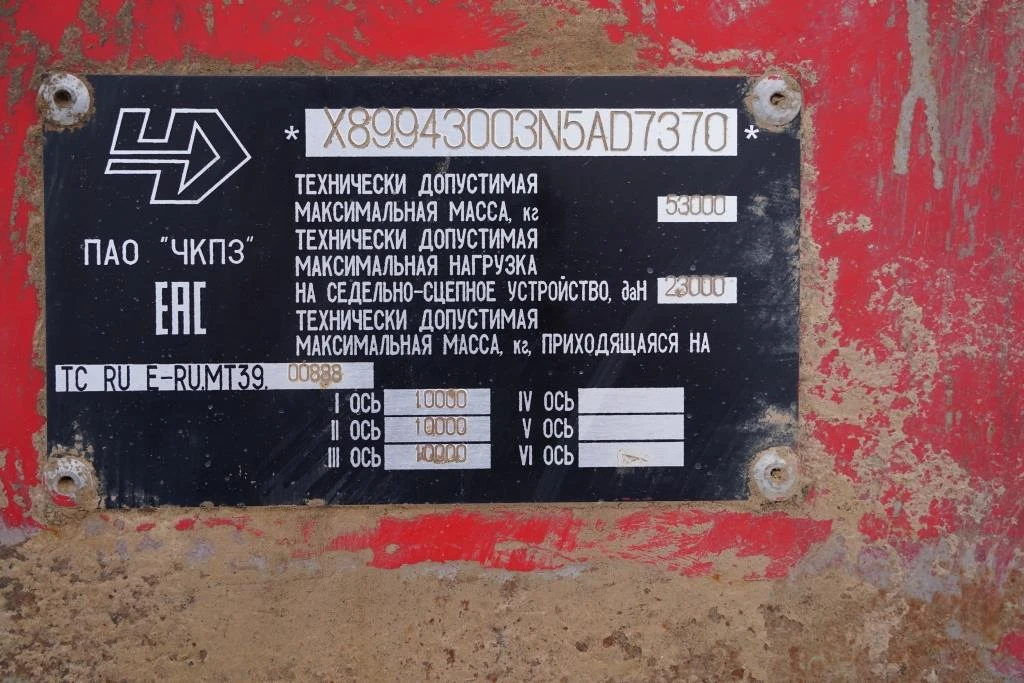 *X89943003N5AD7370*
ТЕХНИЧЕСКИ ДОПУСТИМАЯ
МАКСИМАЛЬНАЯ МАССА, кг 53000
ТЕХНИЧЕСКИ ДОПУСТИМАЯ
МАКСИМАЛЬНАЯ НАГРУЗКА
НА СЕДЕЛЬНО-СЦЕПНОЕ УСТРОЙСТВО, даН 23000
ТЕХНИЧЕСКИ ДОПУСТИМАЯ
МАКСИМАЛЬНАЯ МАССА, кг, ПРИХОДЯЩАЯСЯ НА
ПАО "ЧКПЗ"
ЕАС
ТС RU E-RU.MT39. 00888
I ОСЬ 10000 IV ОСЬ
II ОСЬ 10000 V ОСЬ
III ОСЬ 10000 VI ОСЬ